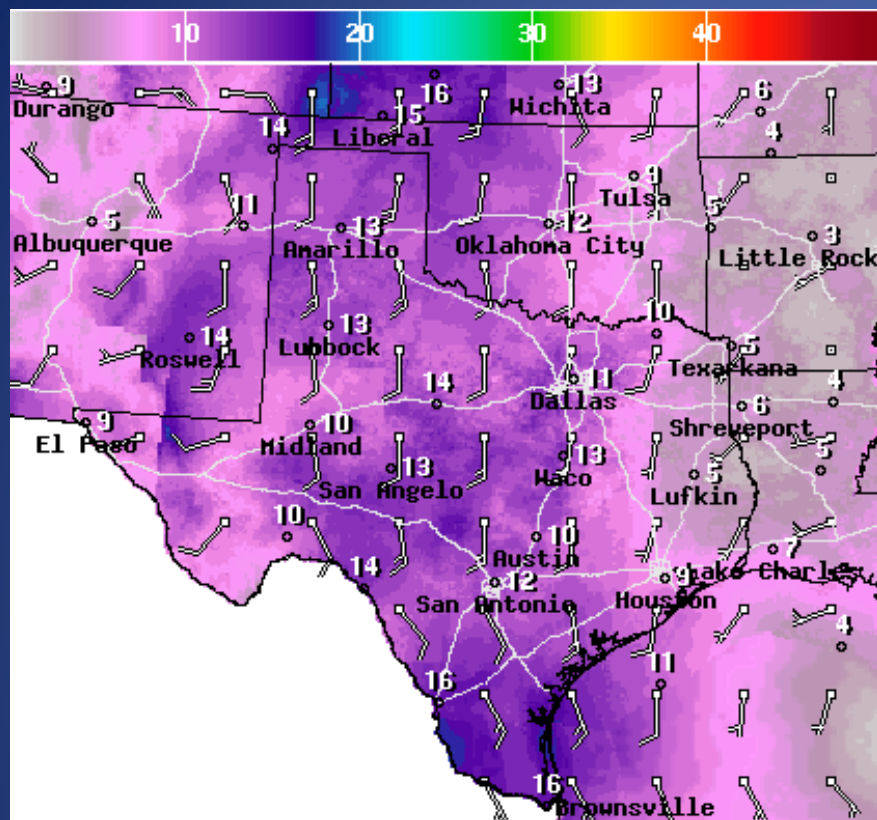 10 20 30 40
9 16 13 6
Durango Wichita
15
14 Liberal 4
9
Tulsa
5 11 13 12 5 3
Albuquerque Amarillo Oklahoma City Little Rock
14 13 10
Roswell Lubbock 5
Texarkana
14 11 4
Dallas 6
9 10 Shreveport
El Paso Midland 13 13 5 5
San Angelo Waco Lufkin
10 10 7
14 Austin 9 Lake Charles
12
San Antonio Houston
4
16 11
16
Brownsville